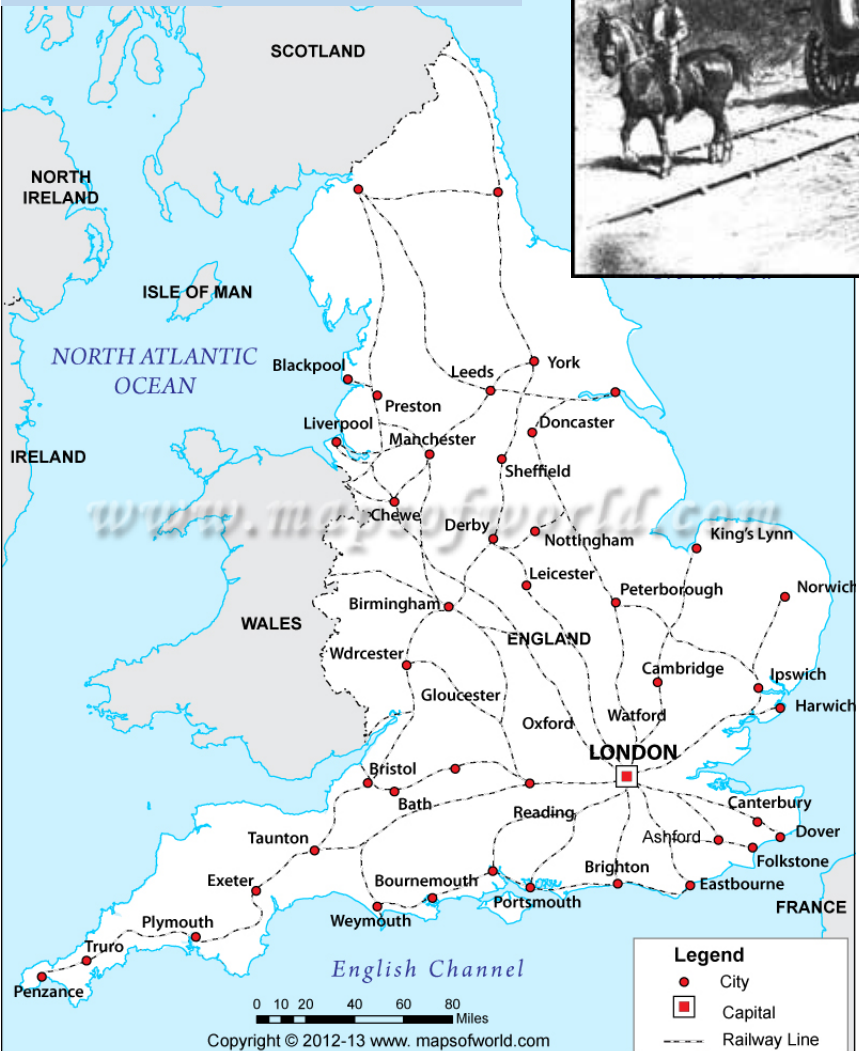 SCOTLAND
NORTH
IRELAND
ISLE OF MAN
NORTH ATLANTIC
OCEAN
Blackpool
Leeds
York
Preston
Liverpool
Doncaster
Manchester
IRELAND
Sheffield
www.mapsofworld.com
Chewe
Derby
Nottingham
King's Lynn
Leicester
Peterborough
Norwich
Birmingham
WALES
ENGLAND
Wdrcester
Cambridge
Ipswich
Gloucester
Harwich
Oxford
Watford
LONDON
Bristol
Bath
Reading
Canterbury
Taunton
Ashford
Dover
Folkstone
Exeter
Bournemouth
Brighton
Eastbourne
Portsmouth
Weymouth
FRANCE
Plymouth
Truro
Penzance
English Channel
Legend
City
Capital
Railway Line
0 10 20 40 60 80
Miles
Copyright © 2012-13 www. mapsofworld.com